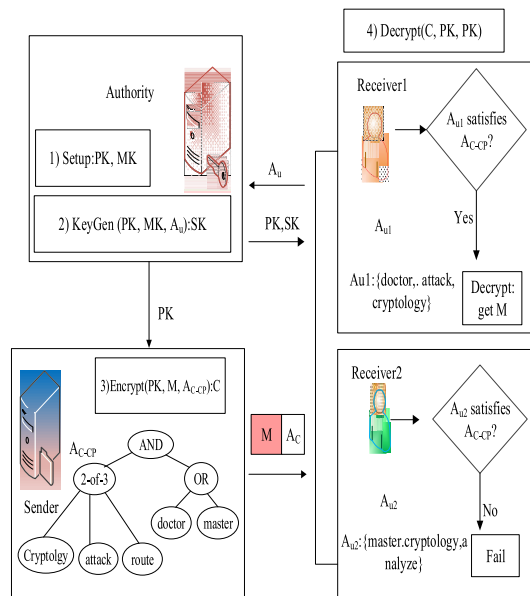 4) Decrypt(C, PK, PK)
Authority
1) Setup:PK, MK
2) KeyGen (PK, MK, Au):SK
Au
PK,SK
PK
Receiver1
Au1 satisfies
AC-CP?
Au1
Yes
Au1:{doctor,. attack,
cryptology}
Decrypt:
get M
3)Encrypt(PK, M, AC-CP):C
AC-CP
Sender
AND
2-of-3
OR
doctor
master
Cryptolgy
attack
route
M
AC
Receiver2
Au2 satisfies
AC-CP?
Au2
No
Au2:{master.cryptology,a
nalyze}
Fail